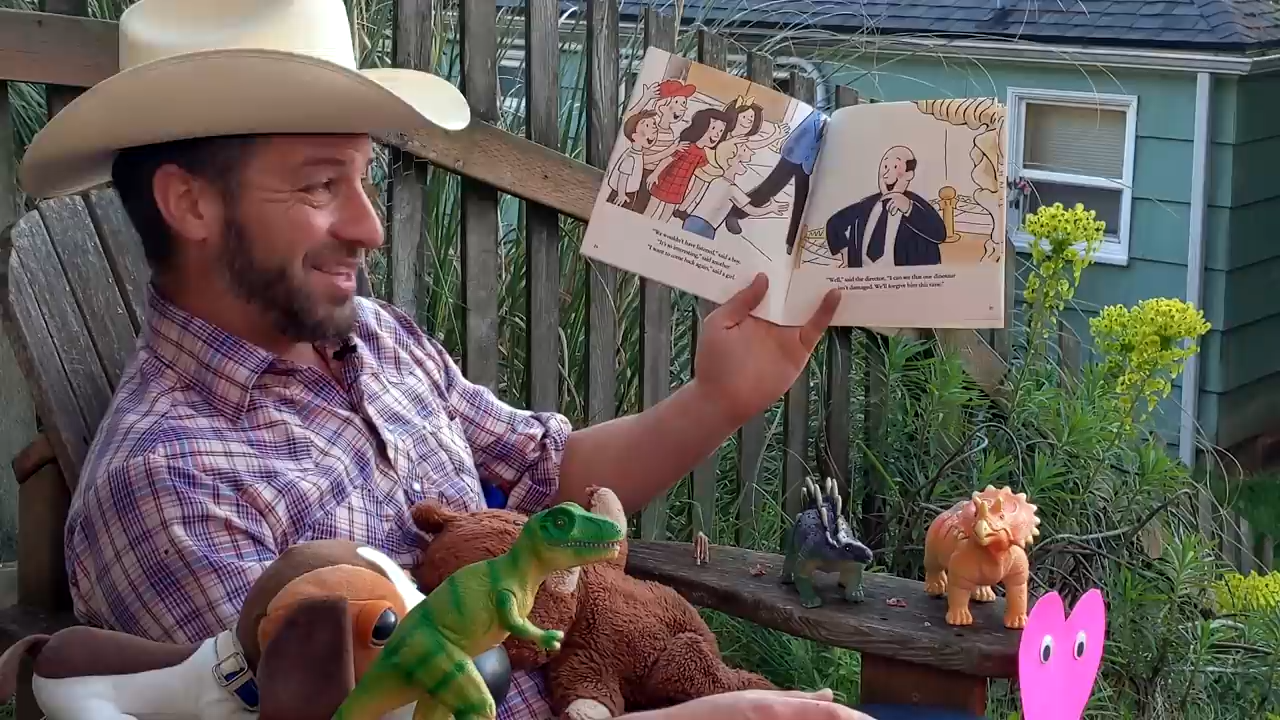 "We wouldn't have listened," said a boy.
"It's so interesting," said another.
"I want to come back again," said a girl.
"Well," said the director, "I can see that our dinosaur
isn't damaged. We'll forgive him this time."